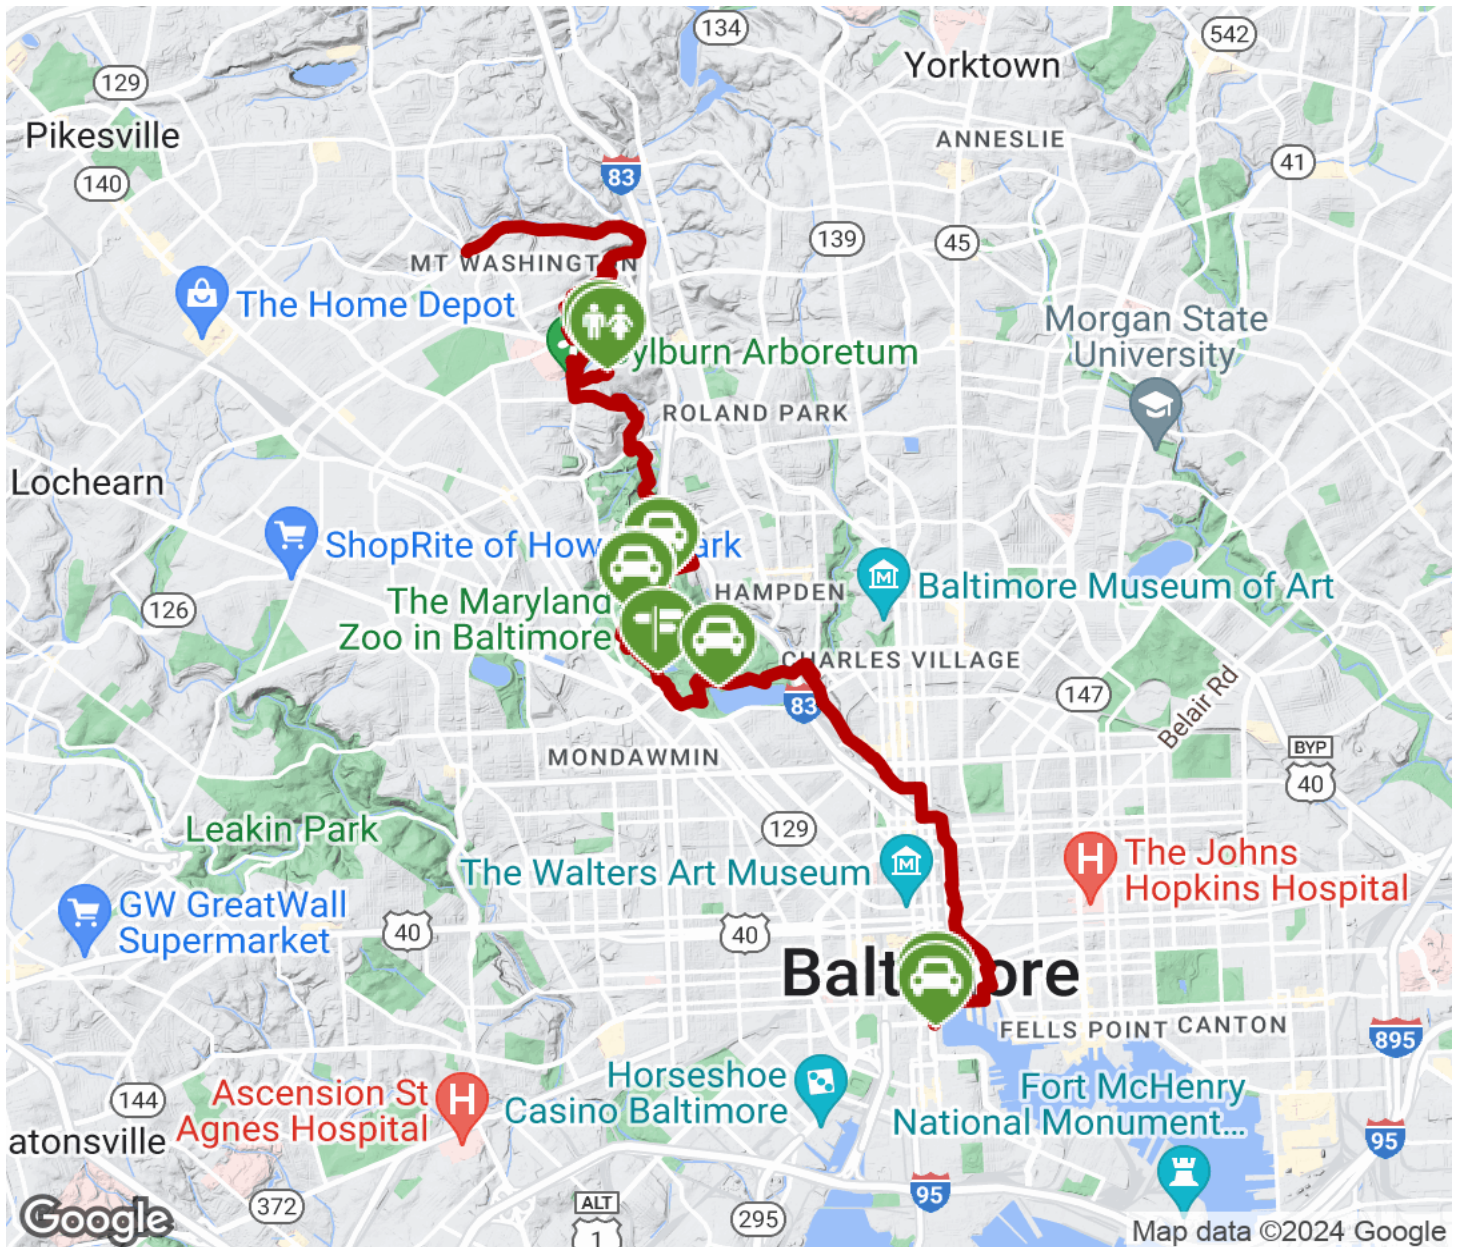 134
542
Yorktown
129
Pikesville
ANNESLIE
41
140
83
139
45
MT WASHINGTON
The Home Depot
Morgan State
University
ylburn Arboretum
ROLAND PARK
Lochearn
ShopRite of How ark
HAMPDEN
Baltimore Museum of Art
The Maryland
Zoo in Baltimore
126
CHARLES VILLAGE
147
Belair Rd
83
MONDAWMIN
BYP
40
129
Leakin Park
The Walters Art Museum
The Johns
Hopkins Hospital
GW GreatWall
Supermarket
40
40
Balt ore
FELLS POINT
CANTON
895
Horseshoe
Casino Baltimore
Fort McHenry
National Monument...
Ascension St
Agnes Hospital
144
atonsville
95
95
372
ALT
1
295
Google
Map data ©2024 Google